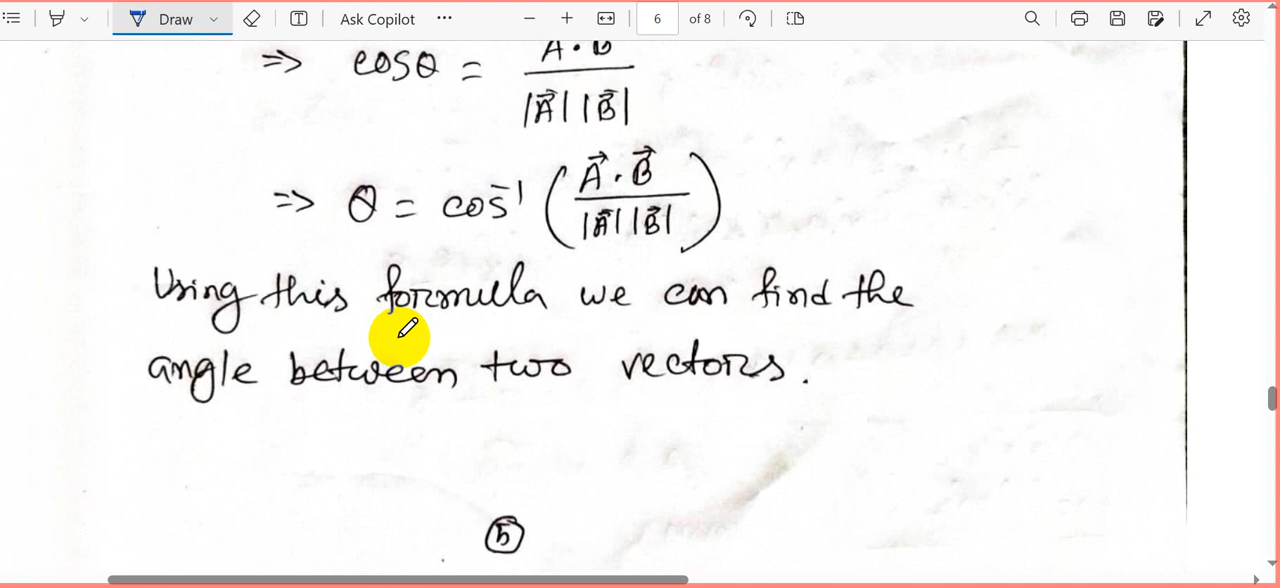 Draw
Ask Copilot
6 of 8
=> cosθ = A · B / |A⃗| |B⃗|
=> θ = cos⁻¹ ( A⃗ · B⃗ / |A⃗| |B⃗| )
Using this formula we can find the
angle between two vectors.
5